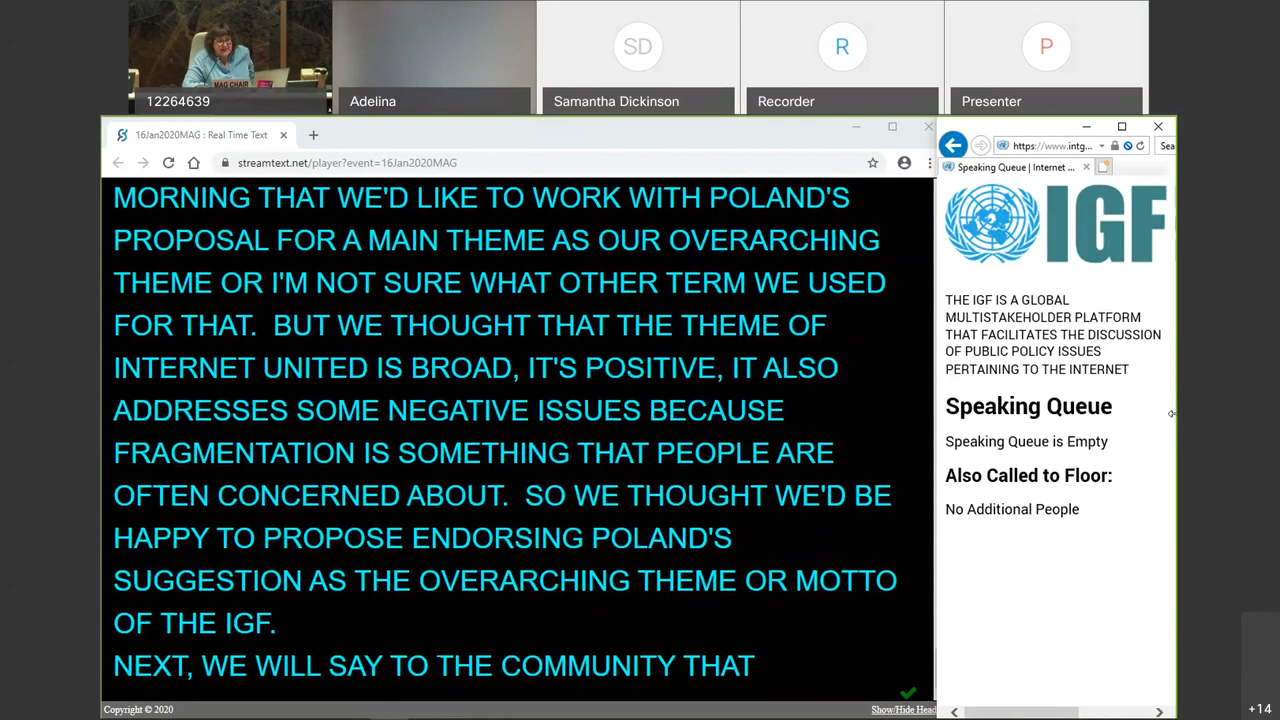 SD
R
P
MAG CHAIR
12264639
Adelina
Samantha Dickinson
Recorder
Presenter
16Jan2020MAG : Real Time Text
streamtext.net/player?event=16Jan2020MAG
MORNING THAT WE'D LIKE TO WORK WITH POLAND'S
PROPOSAL FOR A MAIN THEME AS OUR OVERARCHING
THEME OR I'M NOT SURE WHAT OTHER TERM WE USED
FOR THAT. BUT WE THOUGHT THAT THE THEME OF
INTERNET UNITED IS BROAD, IT'S POSITIVE, IT ALSO
ADDRESSES SOME NEGATIVE ISSUES BECAUSE
FRAGMENTATION IS SOMETHING THAT PEOPLE ARE
OFTEN CONCERNED ABOUT. SO WE THOUGHT WE'D BE
HAPPY TO PROPOSE ENDORSING POLAND'S
SUGGESTION AS THE OVERARCHING THEME OR MOTTO
OF THE IGF.
NEXT, WE WILL SAY TO THE COMMUNITY THAT
Copyright © 2020
Show/Hide Head
https://www.intg...
Sea
Speaking Queue | Internet ...
IGF
THE IGF IS A GLOBAL
MULTISTAKEHOLDER PLATFORM
THAT FACILITATES THE DISCUSSION
OF PUBLIC POLICY ISSUES
PERTAINING TO THE INTERNET
Speaking Queue
Speaking Queue is Empty
Also Called to Floor:
No Additional People
+14